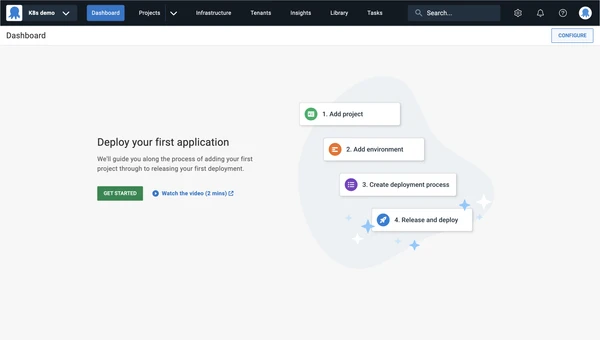 K8s demo
Dashboard
Projects
Infrastructure
Tenants
Insights
Library
Tasks
Search...
Dashboard
CONFIGURE
Deploy your first application
We'll guide you along the process of adding your first
project through to releasing your first deployment.
GET STARTED
Watch the video (2 mins)
1. Add project
2. Add environment
3. Create deployment process
4. Release and deploy